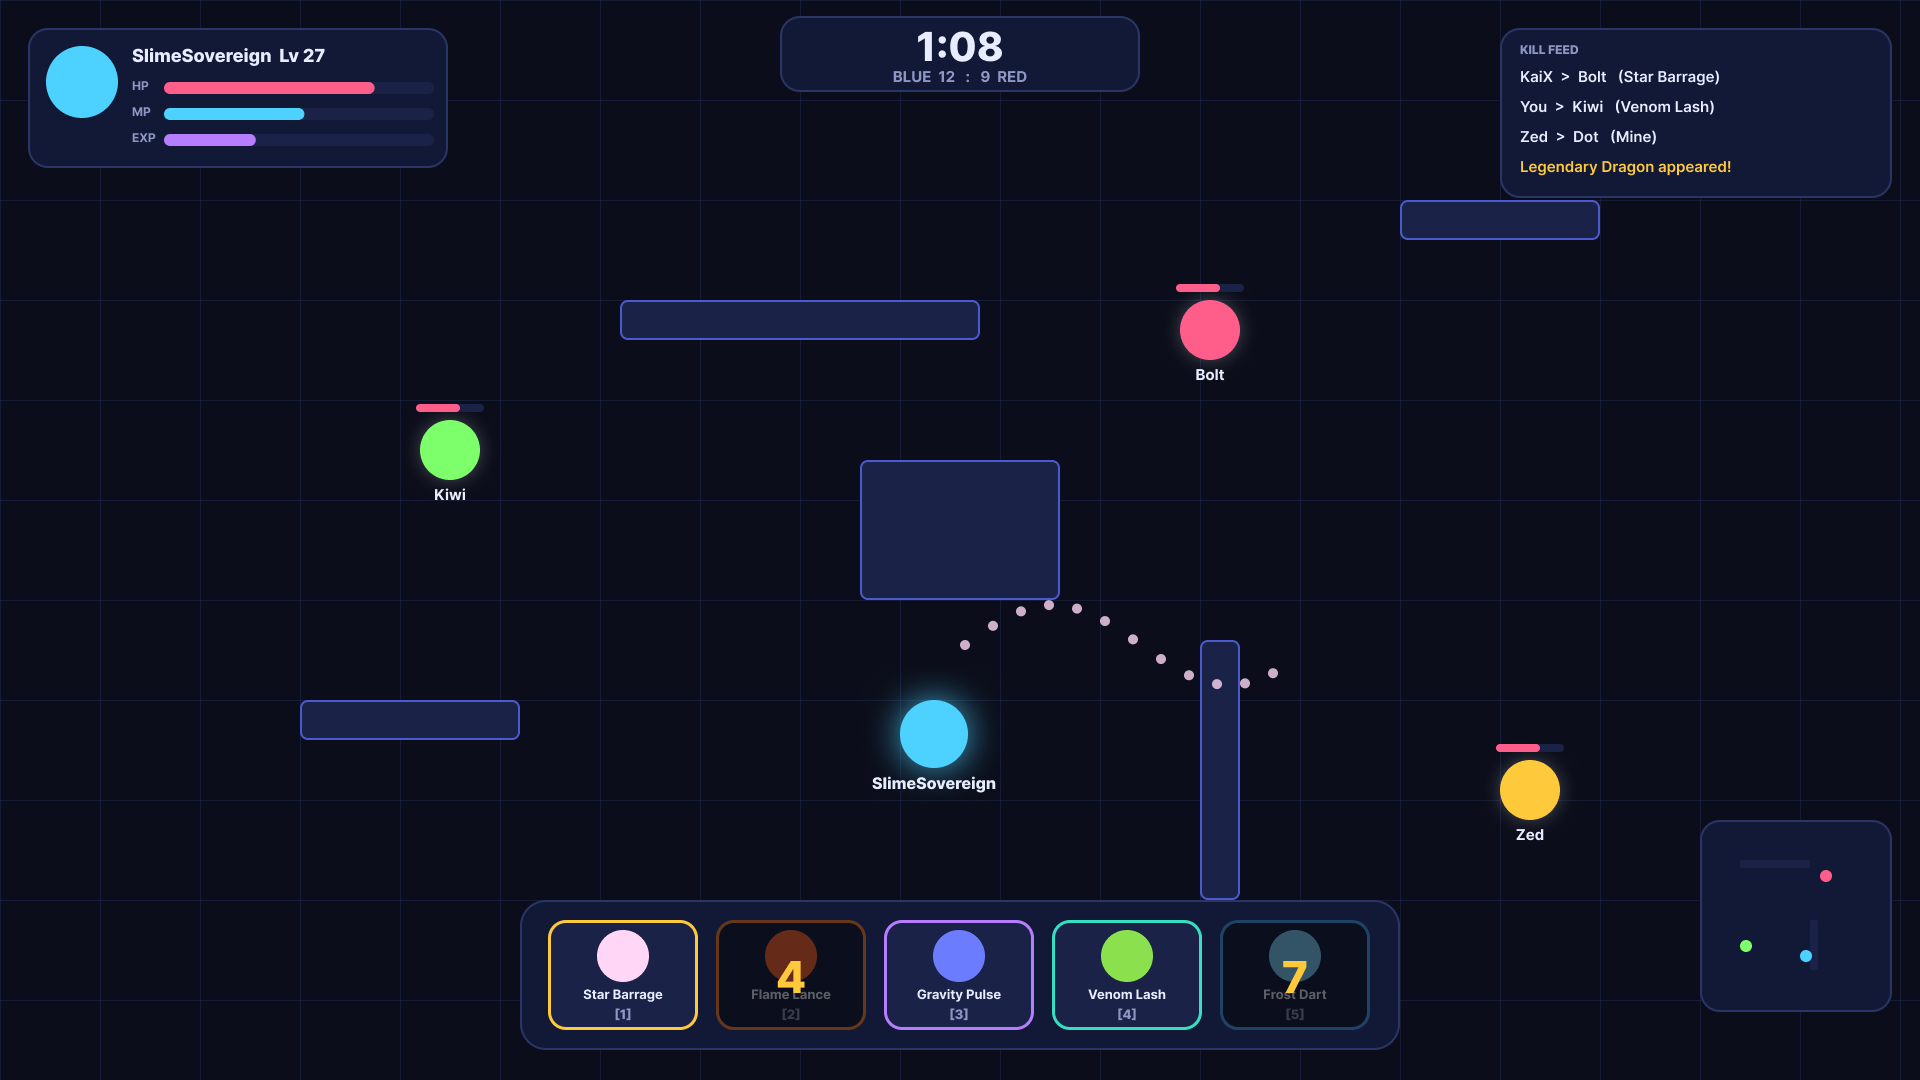 SlimeSovereign Lv 27
HP
MP
EXP
1:08
BLUE 12 : 9 RED
KILL FEED
KaiX > Bolt (Star Barrage)
You > Kiwi (Venom Lash)
Zed > Dot (Mine)
Legendary Dragon appeared!
Bolt
Kiwi
SlimeSovereign
Zed
Star Barrage
[1]
4
Flame Lance
[2]
Gravity Pulse
[3]
Venom Lash
[4]
7
Frost Dart
[5]